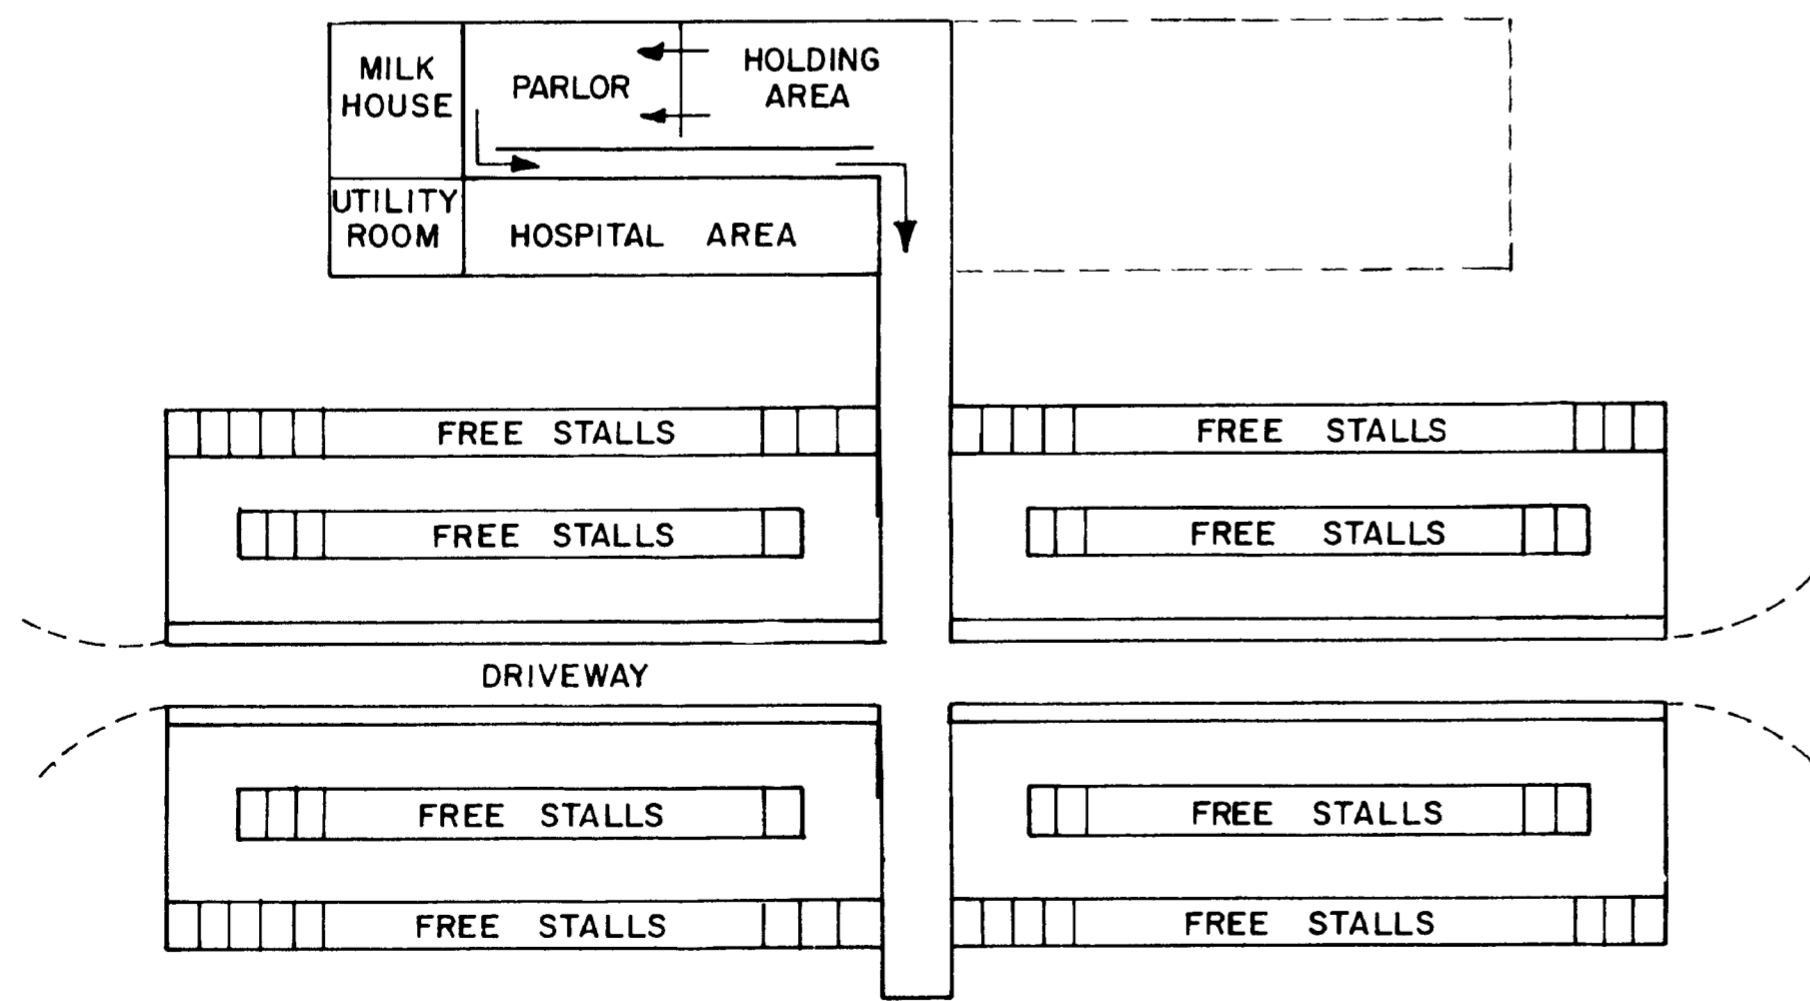 MILK
HOUSE
PARLOR
HOLDING
AREA
UTILITY
ROOM
HOSPITAL AREA
FREE STALLS
FREE STALLS
FREE STALLS
FREE STALLS
DRIVEWAY
FREE STALLS
FREE STALLS
FREE STALLS
FREE STALLS